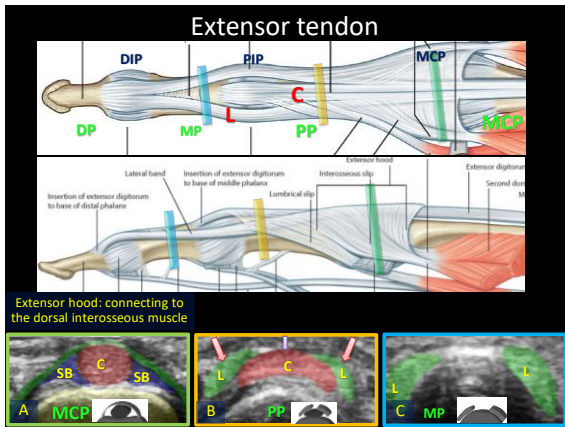 Extensor tendon
DIP
PIP
MCP
C
L
DP
MP
PP
MCP
Extensor hood
Lateral band
Insertion of extensor digitorum
to base of middle phalanx
Interosseous slip
Extensor digitoru
Insertion of extensor digitorum
to base of distal phalanx
Lumbrical slip
Second dor
M
Extensor hood: connecting to
the dorsal interosseous muscle
SB
C
SB
A
MCP
L
C
L
B
PP
L
L
C
MP